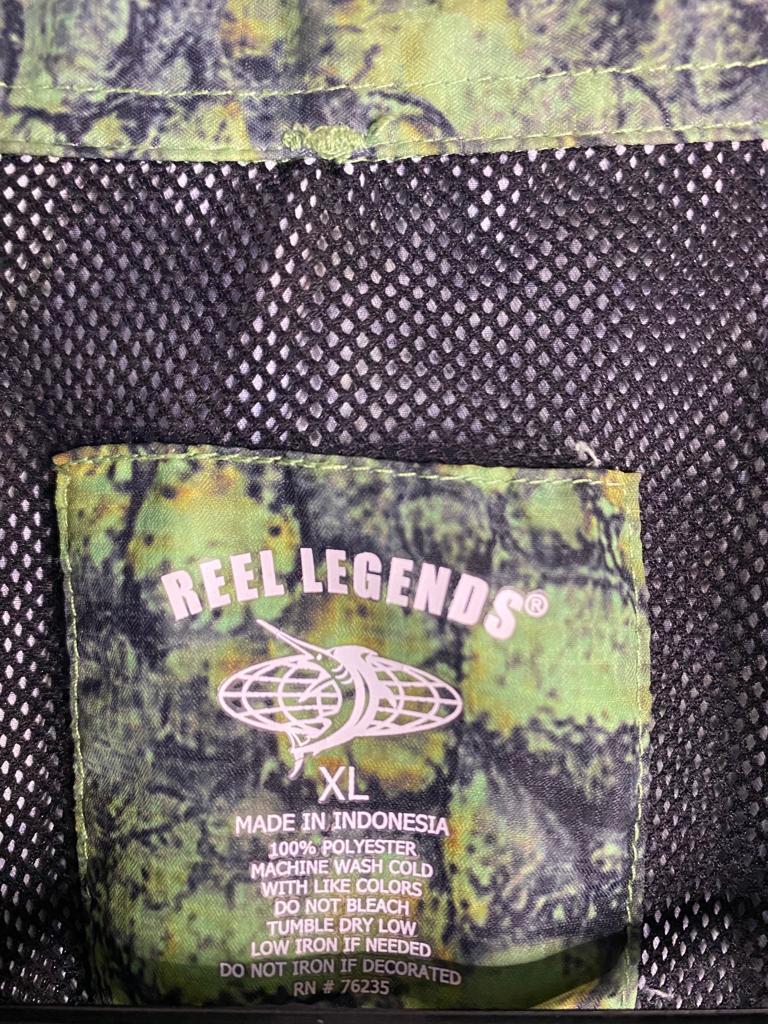 REEL LEGENDS®
XL
MADE IN INDONESIA
100% POLYESTER
MACHINE WASH COLD
WITH LIKE COLORS
DO NOT BLEACH
TUMBLE DRY LOW
LOW IRON IF NEEDED
DO NOT IRON IF DECORATED
RN # 76235